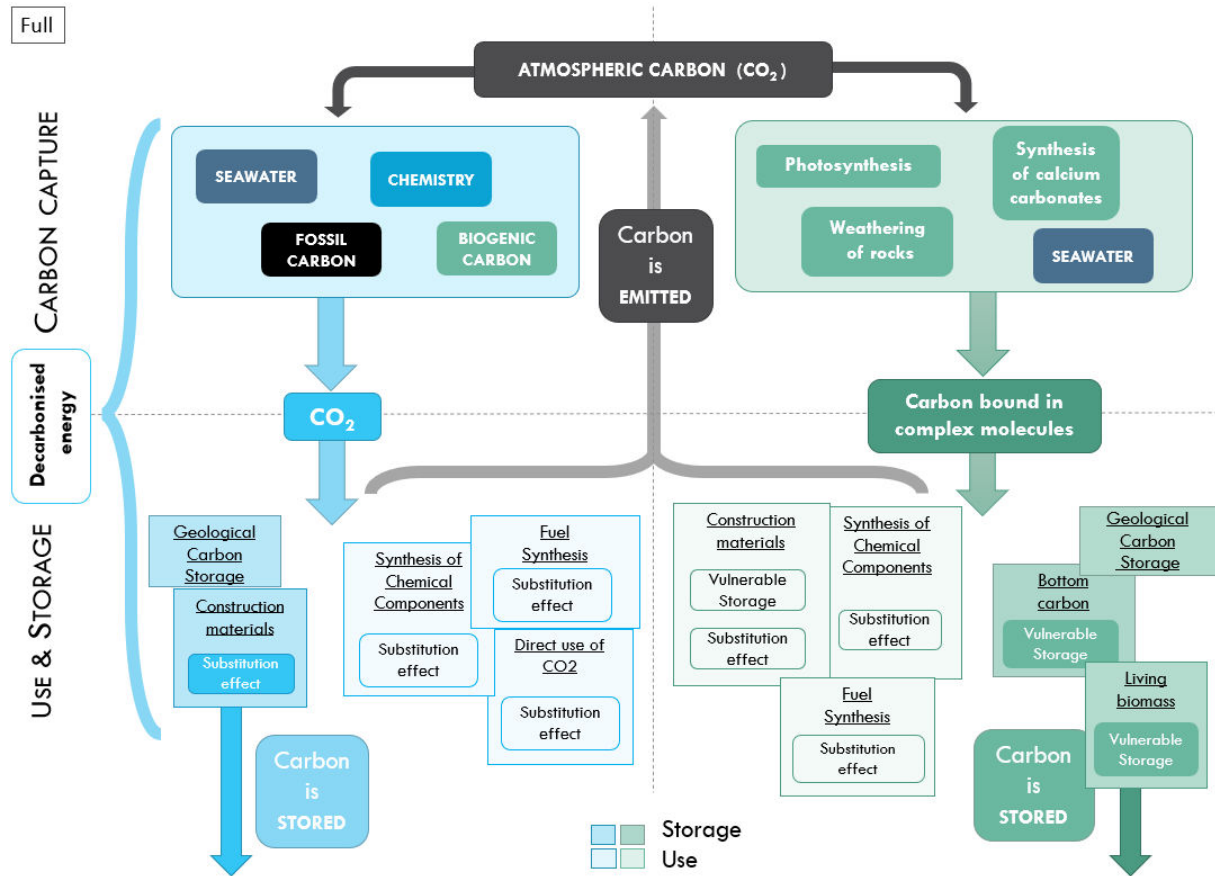 Full
ATMOSPHERIC CARBON (CO₂)
CARBON CAPTURE
SEAWATER
CHEMISTRY
FOSSIL
CARBON
BIOGENIC
CARBON
Carbon
is
EMITTED
Photosynthesis
Synthesis
of calcium
carbonates
Weathering
of rocks
SEAWATER
Decarbonised
energy
CO₂
Carbon bound in
complex molecules
USE & STORAGE
Geological
Carbon
Storage
Construction
materials
Substitution
effect
Synthesis of
Chemical
Components
Substitution
effect
Fuel
Synthesis
Substitution
effect
Direct use of
CO2
Substitution
effect
Carbon
is
STORED
Construction
materials
Vulnerable
Storage
Substitution
effect
Synthesis of
Chemical
Components
Substitution
effect
Fuel
Synthesis
Substitution
effect
Geological
Carbon
Storage
Bottom
carbon
Vulnerable
Storage
Living
biomass
Vulnerable
Storage
Carbon
is
STORED
Storage
Use